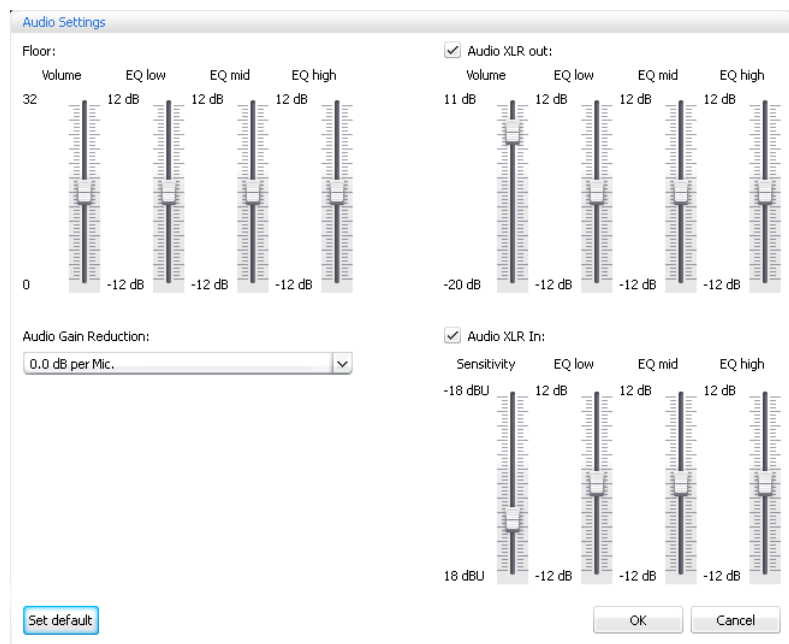 Audio Settings
Floor:
Volume EQ low EQ mid EQ high
32 12 dB 12 dB 12 dB
0 -12 dB -12 dB -12 dB
Audio XLR out:
Volume EQ low EQ mid EQ high
11 dB 12 dB 12 dB 12 dB
-20 dB -12 dB -12 dB -12 dB
Audio Gain Reduction:
0.0 dB per Mic.
Audio XLR In:
Sensitivity EQ low EQ mid EQ high
-18 dBU 12 dB 12 dB 12 dB
18 dBU -12 dB -12 dB -12 dB
Set default OK Cancel